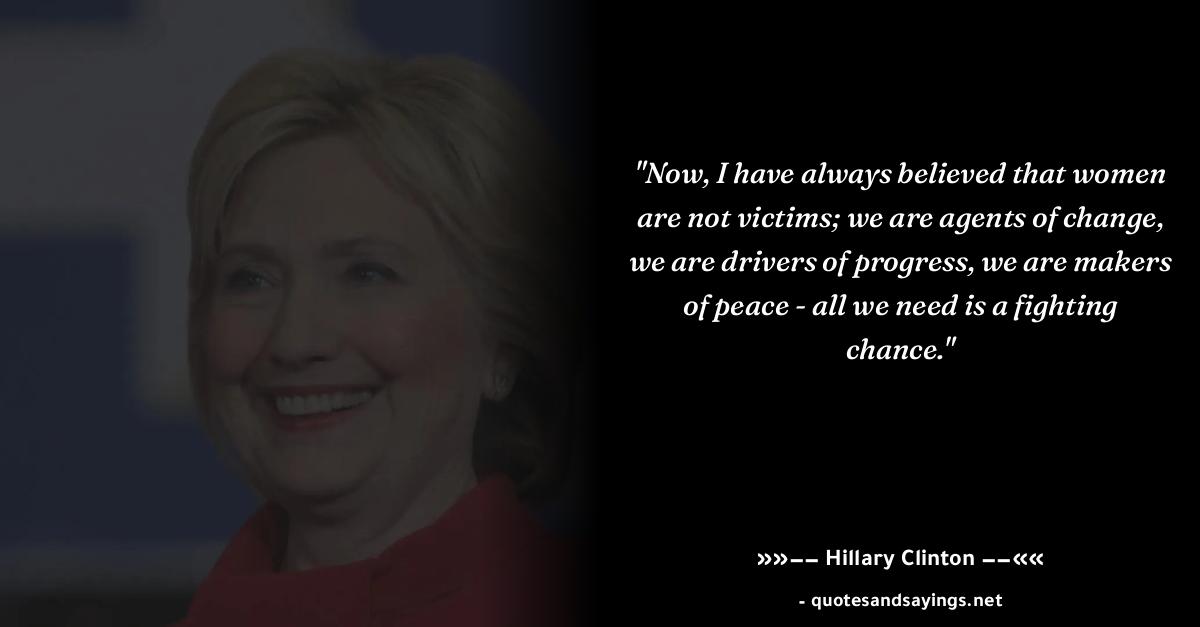 "Now, I have always believed that women
are not victims; we are agents of change,
we are drivers of progress, we are makers
of peace - all we need is a fighting
chance."
»»−− Hillary Clinton −−««
- quotesandsayings.net